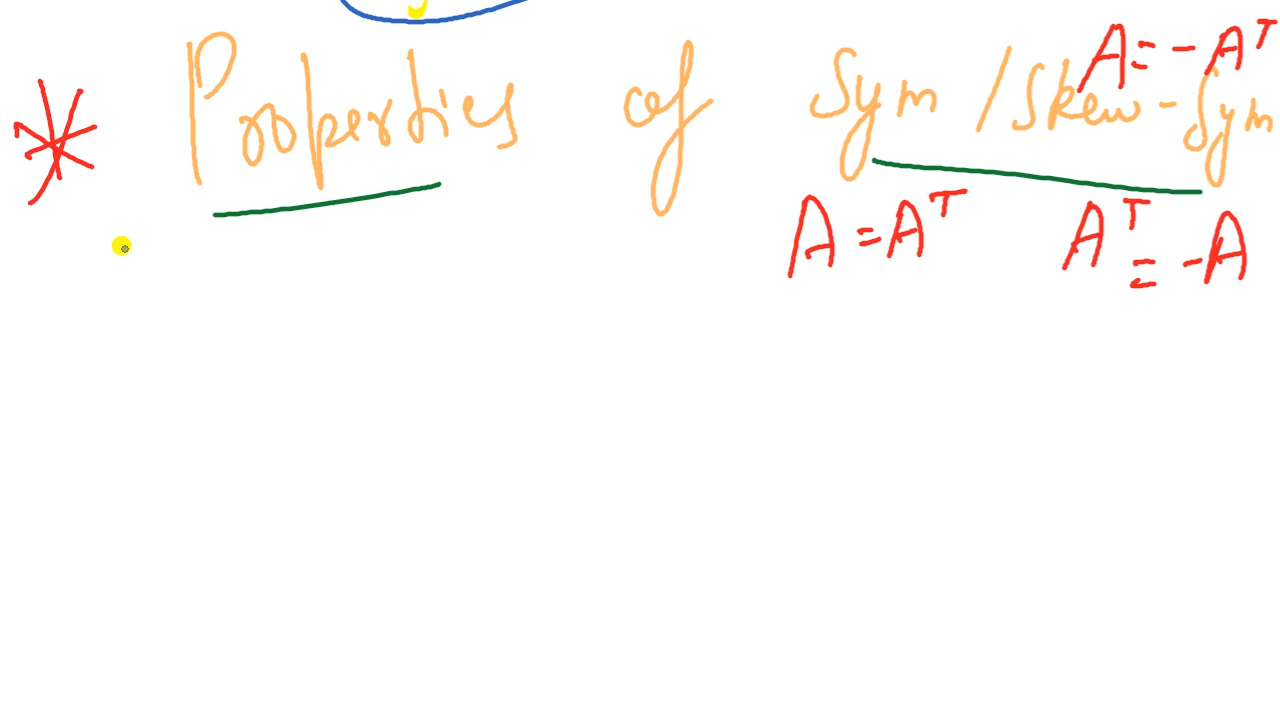 A = - Aᵀ
* Properties of Sym / Skew - Sym
A = Aᵀ Aᵀ = - A